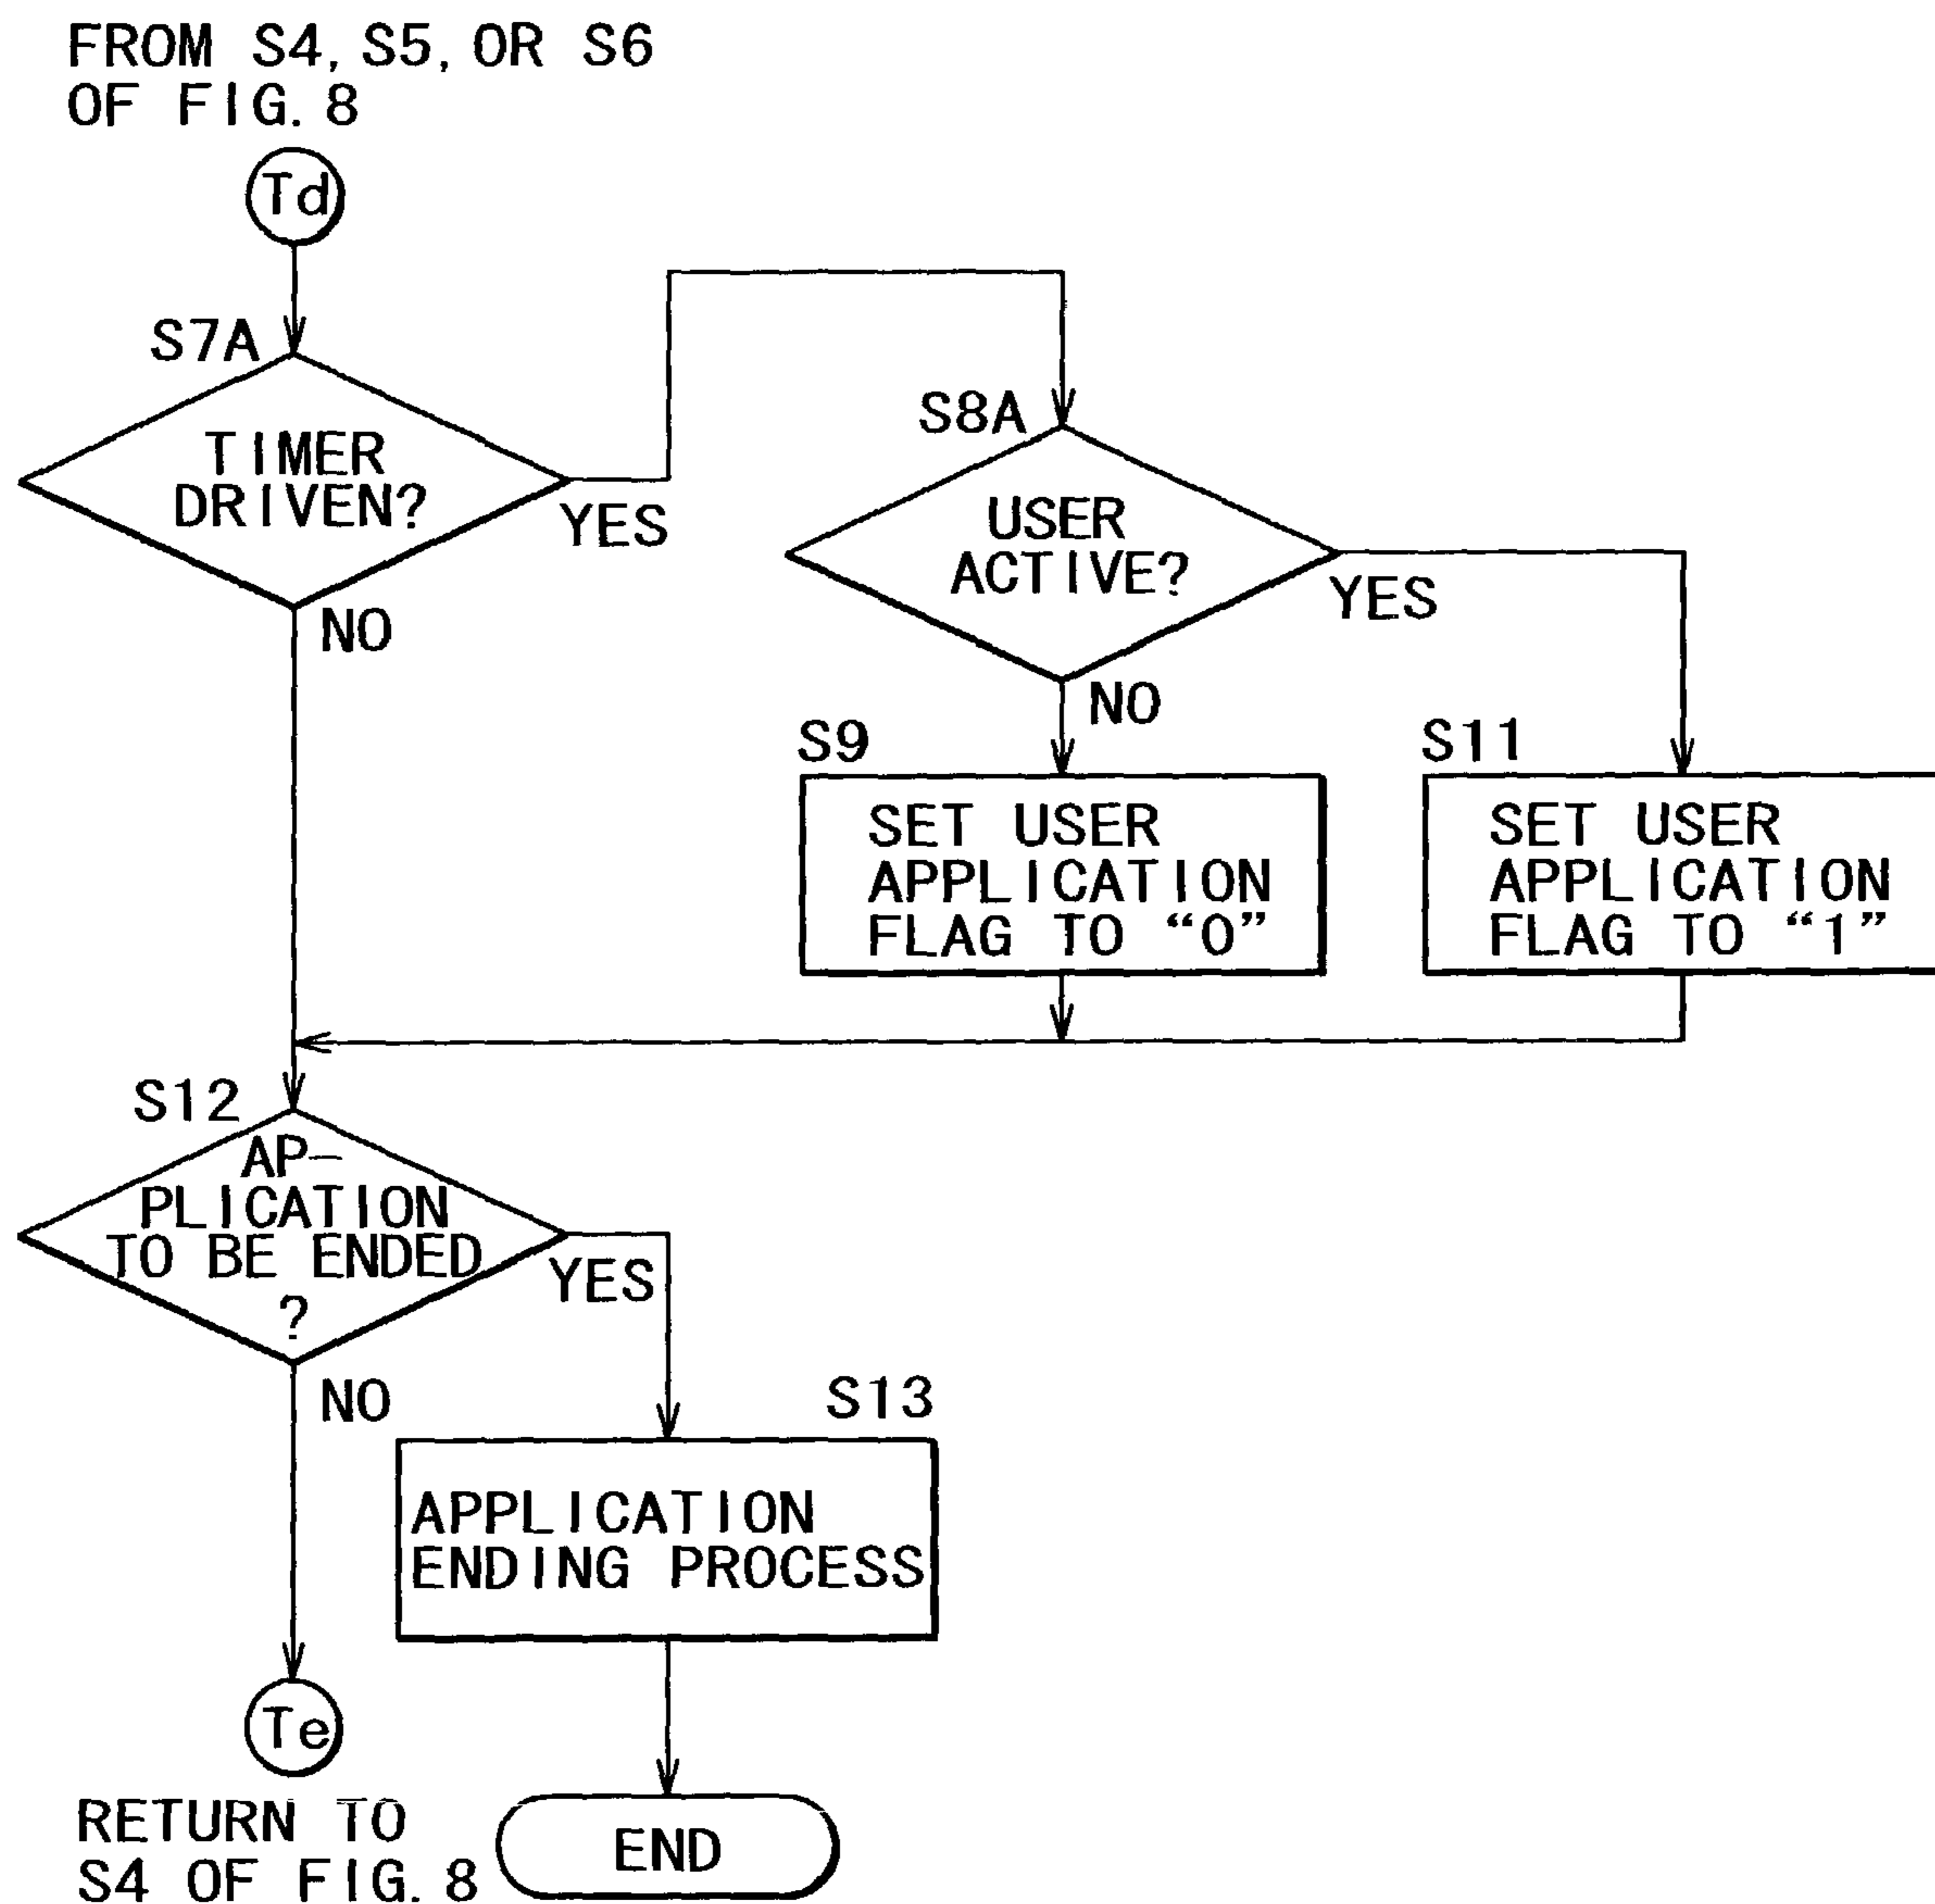 FROM S4, S5, OR S6
OF FIG. 8
Td
S7A
TIMER
DRIVEN?
YES
NO
S8A
USER
ACTIVE?
YES
NO
S9
SET USER
APPLICATION
FLAG TO “0”
S11
SET USER
APPLICATION
FLAG TO “1”
S12
AP-
PLICATION
TO BE ENDED
?
YES
NO
S13
APPLICATION
ENDING PROCESS
Te
RETURN TO
S4 OF FIG. 8
END